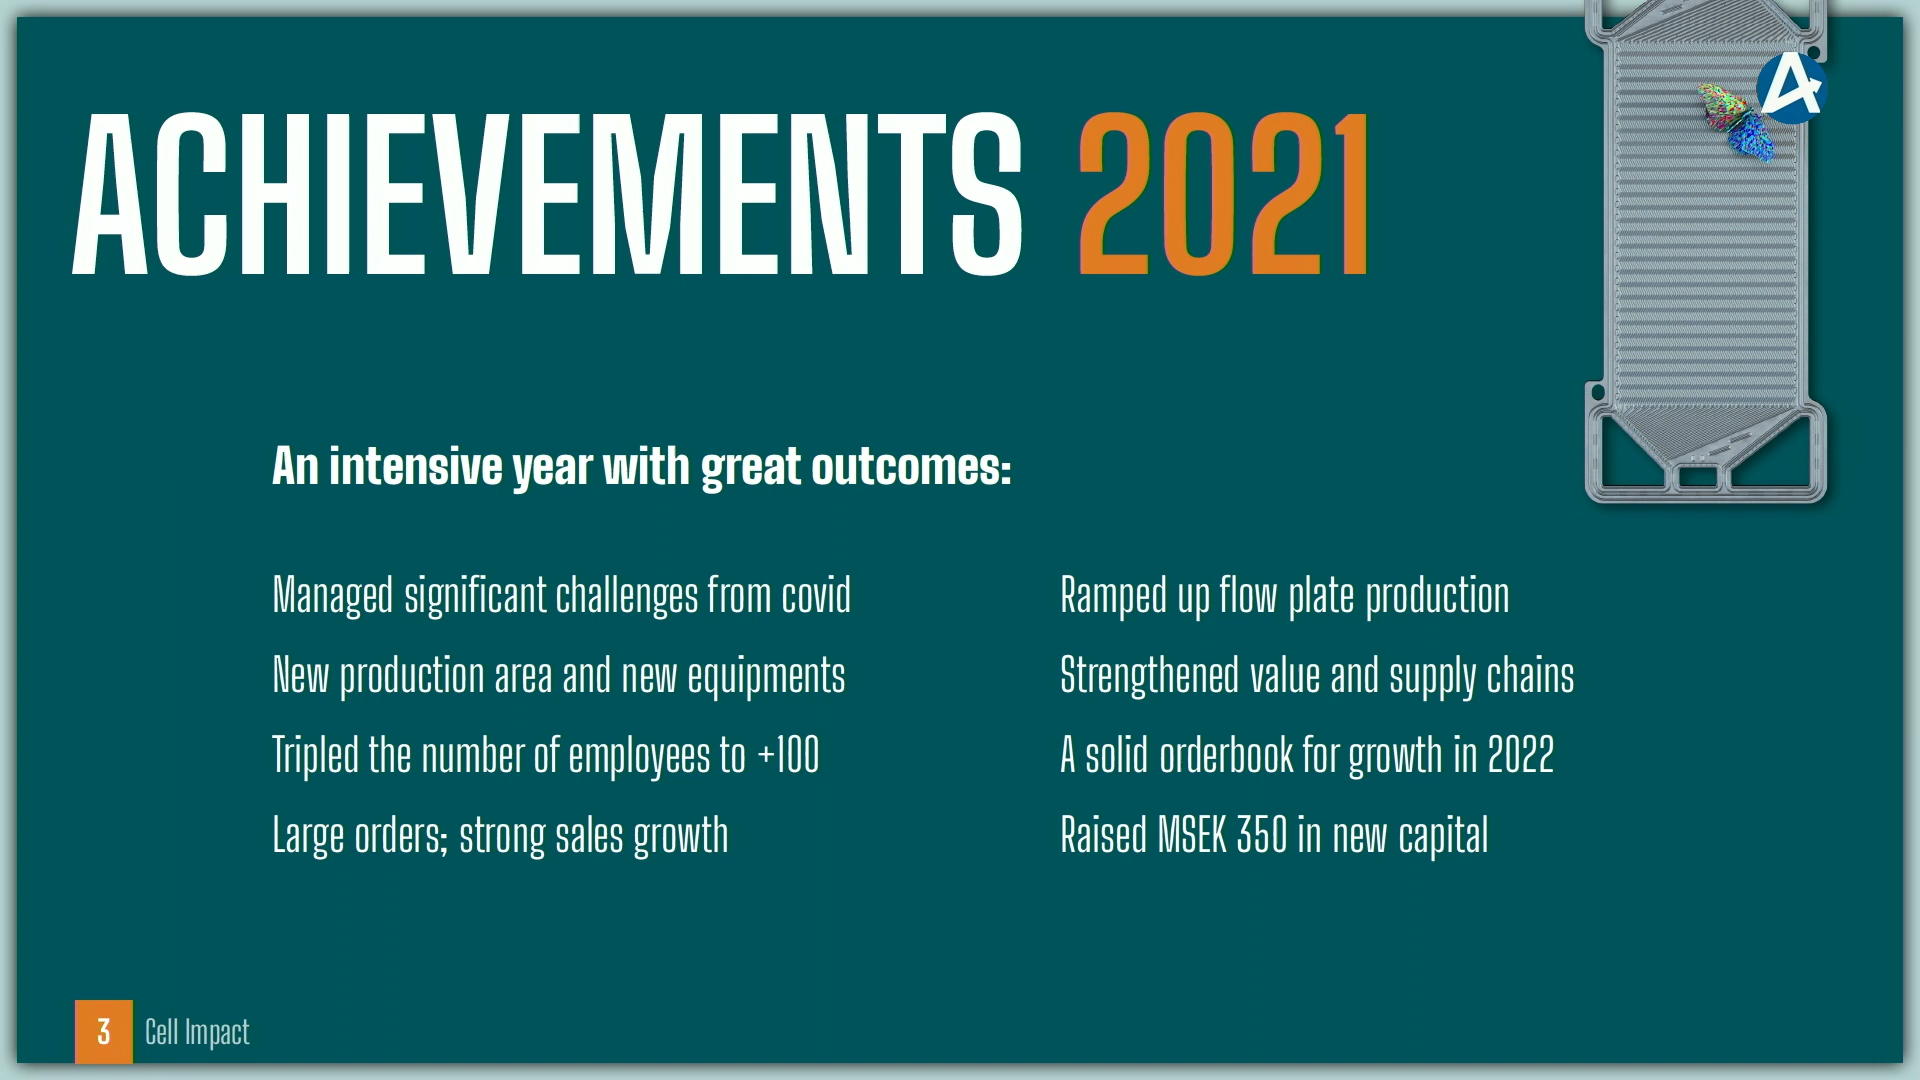 ACHIEVEMENTS 2021
An intensive year with great outcomes:
Managed significant challenges from covid
New production area and new equipments
Tripled the number of employees to +100
Large orders; strong sales growth
Ramped up flow plate production
Strengthened value and supply chains
A solid orderbook for growth in 2022
Raised MSEK 350 in new capital
3 Cell Impact